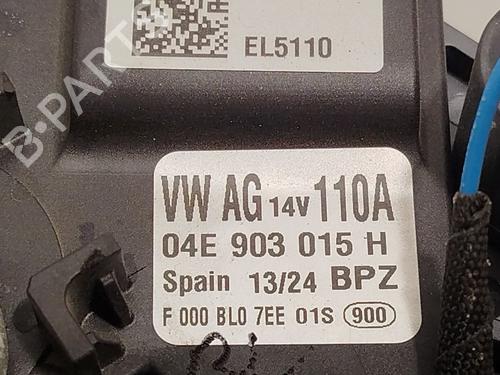 B-PARTS
EL5110
VW AG 14V 110A
04E 903 015 H
Spain 13/24 BPZ
F 000 BL0 7EE 01S 900